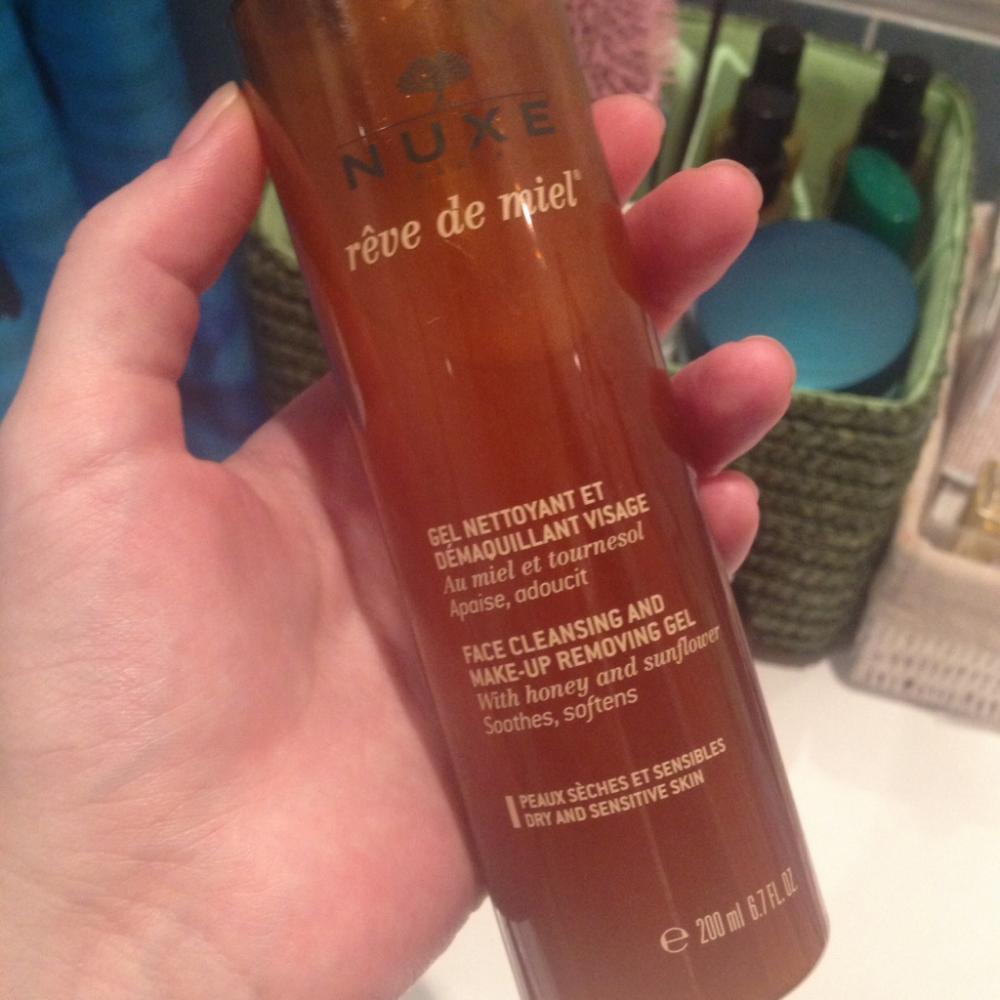 NUXE
rêve de miel®
GEL NETTOYANT ET
DÉMAQUILLANT VISAGE
Au miel et tournesol
Apaise, adoucit
FACE CLEANSING AND
MAKE-UP REMOVING GEL
With honey and sunflower
Soothes, softens
PEAUX SÈCHES ET SENSIBLES
DRY AND SENSITIVE SKIN
℮ 200 ml 6.7 FL. OZ.